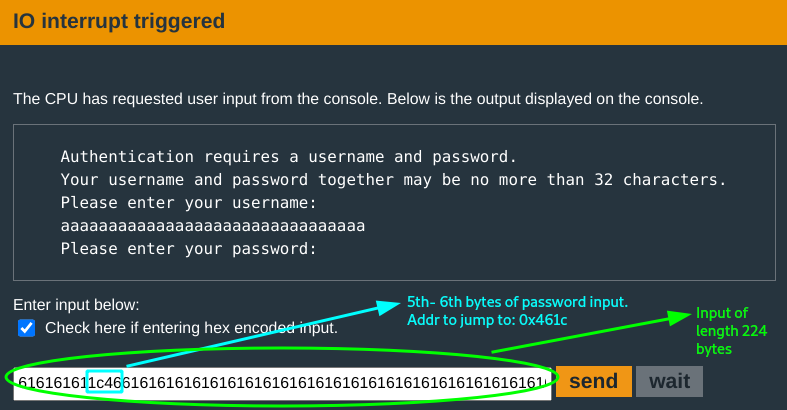 IO interrupt triggered
The CPU has requested user input from the console. Below is the output displayed on the console.
Authentication requires a username and password.
Your username and password together may be no more than 32 characters.
Please enter your username:
aaaaaaaaaaaaaaaaaaaaaaaaaaaaaaaa
Please enter your password:
Enter input below:
5th- 6th bytes of password input.
Addr to jump to: 0x461c
Input of
length 224
bytes
Check here if entering hex encoded input.
616161611c466161616161616161616161616161616161616161616161
send
wait